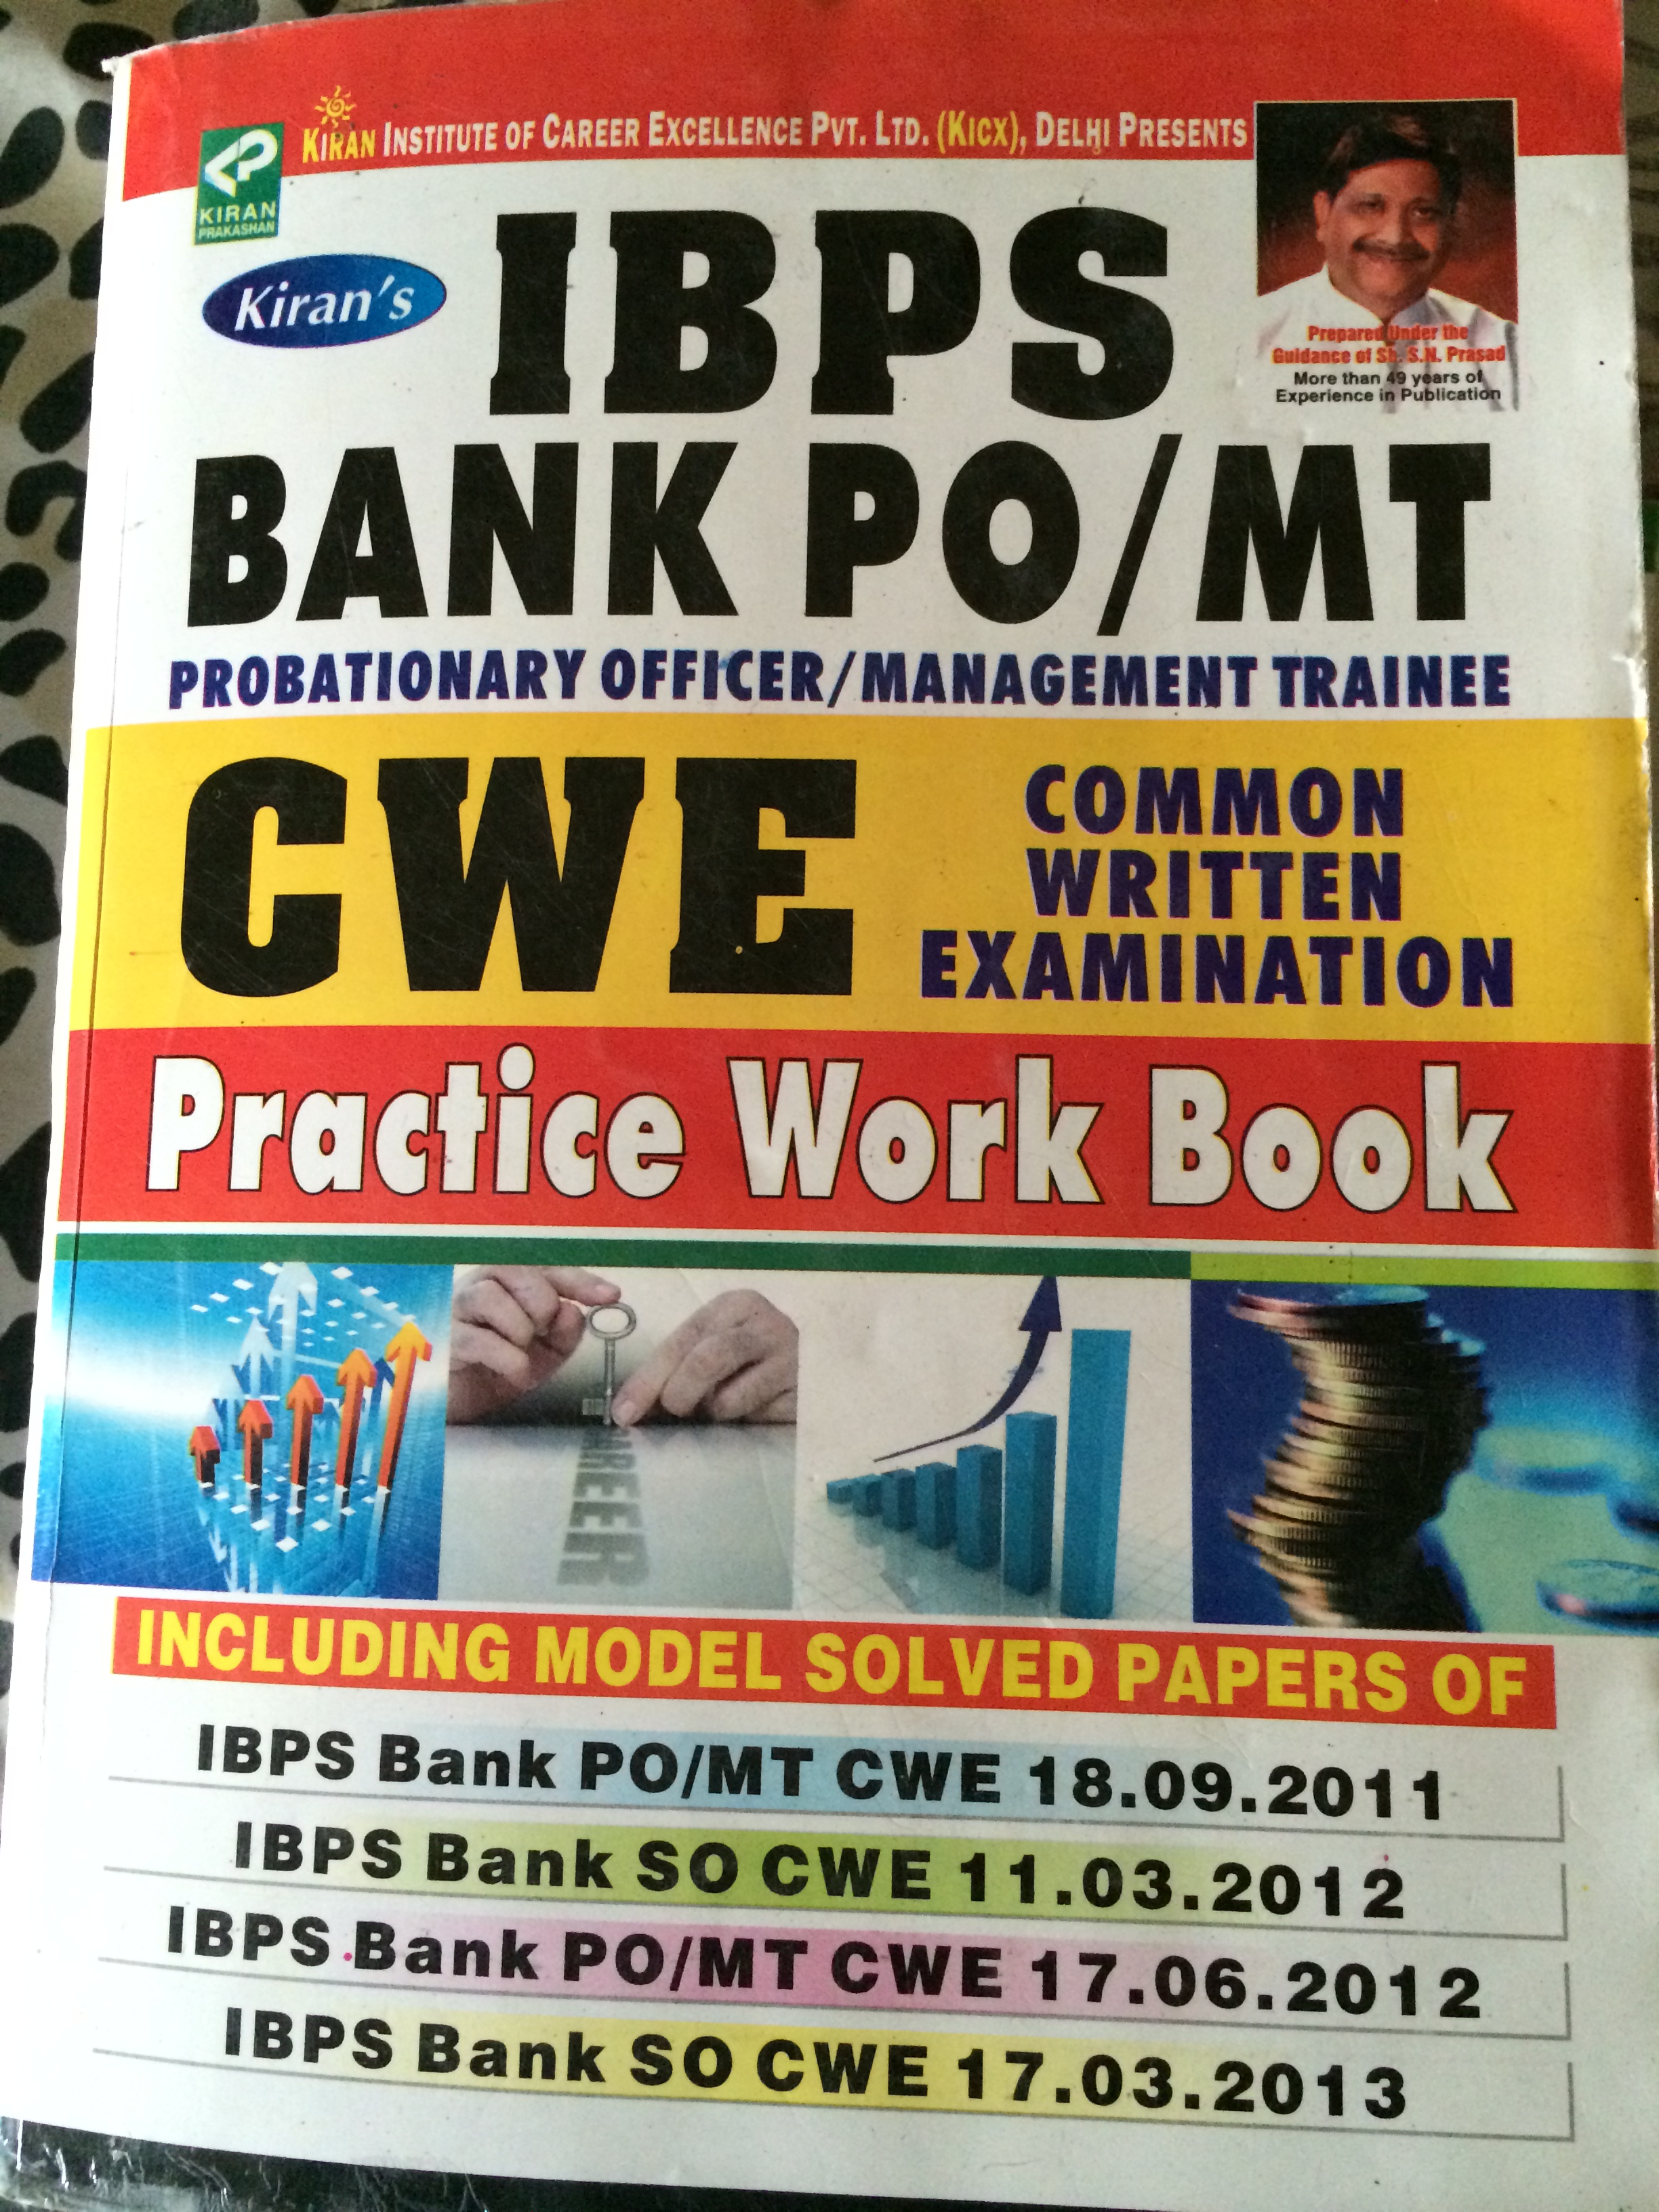 KIRAN INSTITUTE OF CAREER EXCELLENCE PVT. LTD. (KICX), DELHI PRESENTS
KP
KIRAN
PRAKASHAN
Kiran's
IBPS
Prepared Under the
Guidance of Sh. S.N. Prasad
More than 49 years of
Experience in Publication
BANK PO/MT
PROBATIONARY OFFICER/MANAGEMENT TRAINEE
CWE
COMMON
WRITTEN
EXAMINATION
Practice Work Book
CAREER
INCLUDING MODEL SOLVED PAPERS OF
IBPS Bank PO/MT CWE 18.09.2011
IBPS Bank SO CWE 11.03.2012
IBPS Bank PO/MT CWE 17.06.2012
IBPS Bank SO CWE 17.03.2013